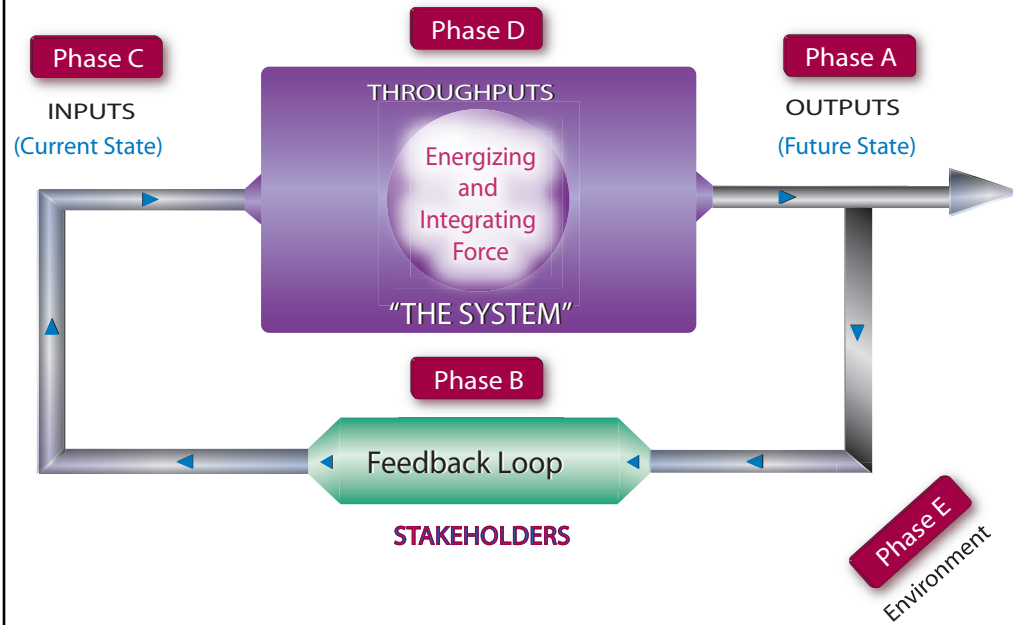 Phase D
Phase C
Phase A
INPUTS
(Current State)
THROUGHPUTS
Energizing
and
Integrating
Force
"THE SYSTEM"
OUTPUTS
(Future State)
Phase B
Feedback Loop
STAKEHOLDERS
Phase E
Environment